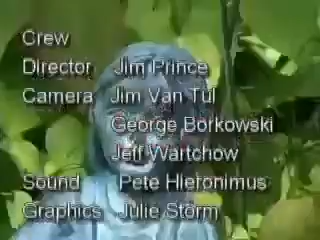 Crew
Director Jim Prince
Camera Jim Van Tul
George Borkowski
Jeff Wartchow
Sound Pete Hieronimus
Graphics Julie Storm